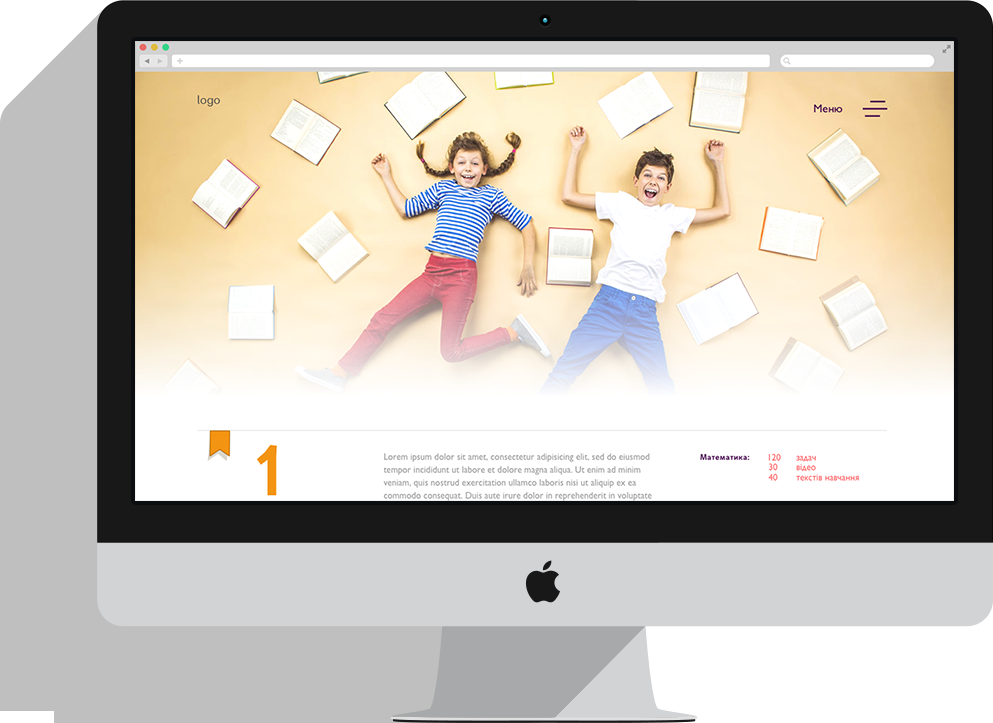 logo
Меню
1
Lorem ipsum dolor sit amet, consectetur adipisicing elit, sed do eiusmod
tempor incididunt ut labore et dolore magna aliqua. Ut enim ad minim
veniam, quis nostrud exercitation ullamco laboris nisi ut aliquip ex ea
commodo consequat. Duis aute irure dolor in reprehenderit in voluptate
Математика: 120 задач
30 відео
40 текстів навчання